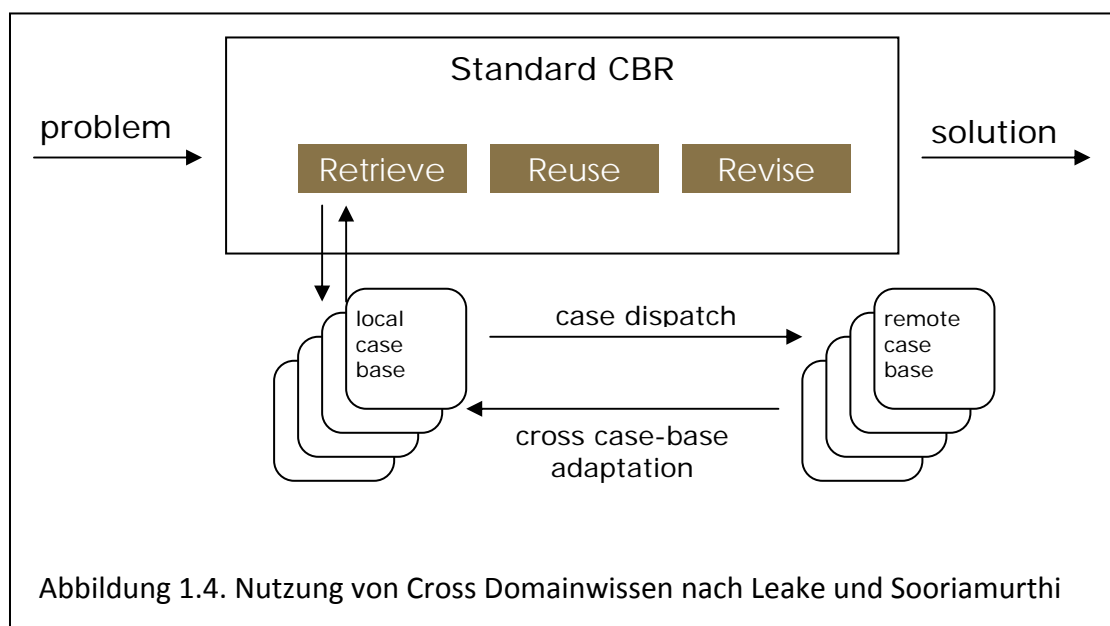 Standard CBR
problem
solution
Retrieve
Reuse
Revise
local
case
base
case dispatch
remote
case
base
cross case-base
adaptation
Abbildung 1.4. Nutzung von Cross Domainwissen nach Leake und Sooriamurthi